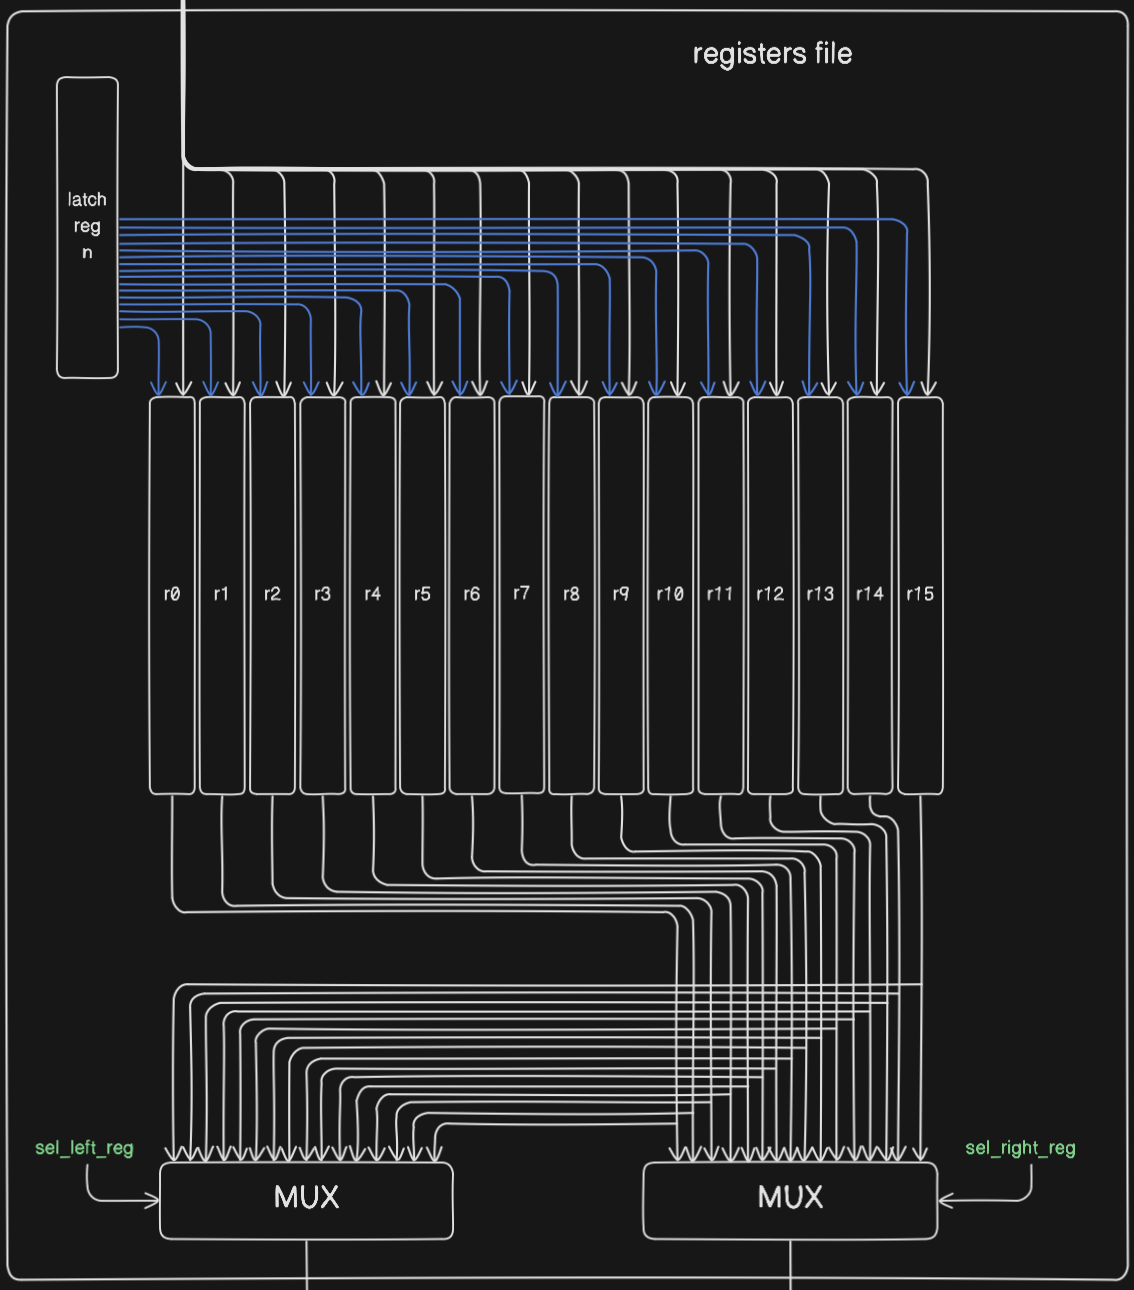 registers file
latch
reg
n
r0 r1 r2 r3 r4 r5 r6 r7 r8 r9 r10 r11 r12 r13 r14 r15
sel_left_reg
sel_right_reg
MUX
MUX